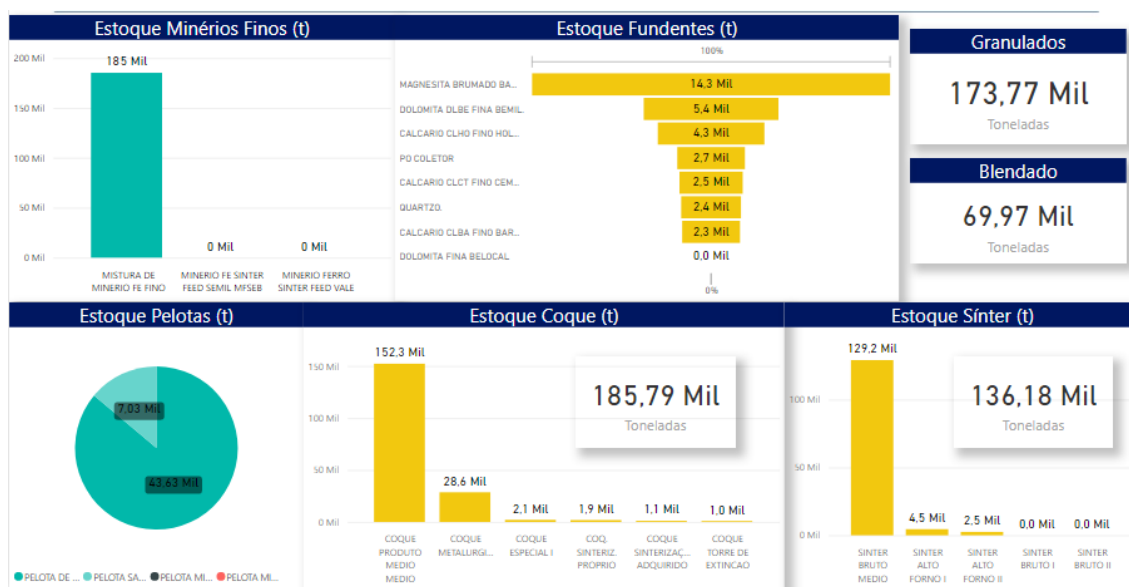 Estoque Minérios Finos (t)
200 Mil
150 Mil
100 Mil
50 Mil
0 Mil
185 Mil
0 Mil
0 Mil
MISTURA DE
MINERIO FE FINO
MINERIO FE SINTER
FEED SEMIL MFSEB
MINERIO FERRO
SINTER FEED VALE
Estoque Fundentes (t)
100%
MAGNESITA BRUMADO BA...
14,3 Mil
DOLOMITA DLBE FINA BEMIL.
5,4 Mil
CALCARIO CLHO FINO HOL...
4,3 Mil
PO COLETOR
2,7 Mil
CALCARIO CLCT FINO CEM...
2,5 Mil
QUARTZO.
2,4 Mil
CALCARIO CLBA FINO BAR...
2,3 Mil
DOLOMITA FINA BELOCAL
0,0 Mil
0%
Granulados
173,77 Mil
Toneladas
Blendado
69,97 Mil
Toneladas
Estoque Pelotas (t)
7,03 Mil
43,63 Mil
PELOTA DE ...
PELOTA SA...
PELOTA MI...
PELOTA MI...
Estoque Coque (t)
150 Mil
100 Mil
50 Mil
0 Mil
152,3 Mil
28,6 Mil
2,1 Mil
1,9 Mil
1,1 Mil
1,0 Mil
185,79 Mil
Toneladas
COQUE
PRODUTO
MEDIO
MEDIO
COQUE
METALURGI...
COQUE
ESPECIAL I
COQ.
SINTERIZ.
PROPRIO
COQUE
SINTERIZAÇ...
ADQUIRIDO
COQUE
TORRE DE
EXTINCAO
Estoque Sínter (t)
100 Mil
50 Mil
0 Mil
129,2 Mil
4,5 Mil
2,5 Mil
0,0 Mil
0,0 Mil
136,18 Mil
Toneladas
SINTER
BRUTO
MEDIO
SINTER
ALTO
FORNO I
SINTER
ALTO
FORNO II
SINTER
BRUTO I
SINTER
BRUTO II